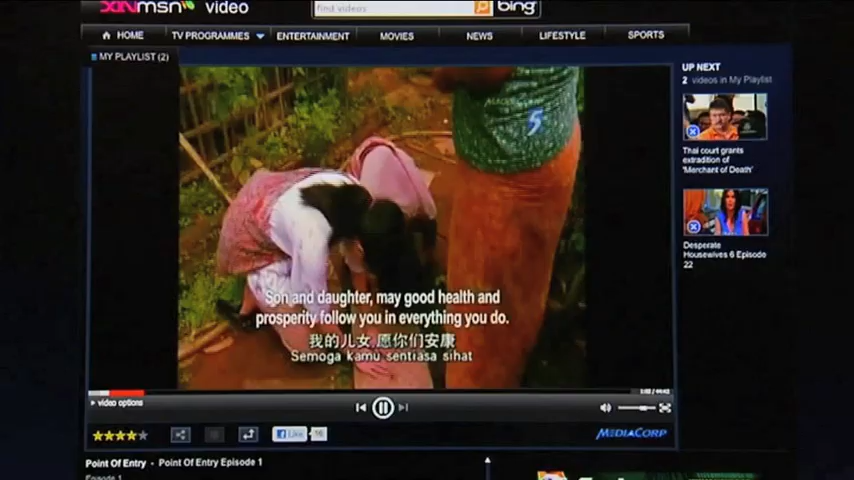 XINmsn video
find videos
bing
HOME
TV PROGRAMMES
ENTERTAINMENT
MOVIES
NEWS
LIFESTYLE
SPORTS
MY PLAYLIST (2)
UP NEXT
2 videos in My Playlist
Thai court grants
extradition of
'Merchant of Death'
Desperate
Housewives 6 Episode
22
5
Son and daughter, may good health and
prosperity follow you in everything you do.
我的儿女 愿你们安康
Semoga kamu sentiasa sihat
video options
Like
MEDIACORP
Point Of Entry - Point Of Entry Episode 1
Episode 1